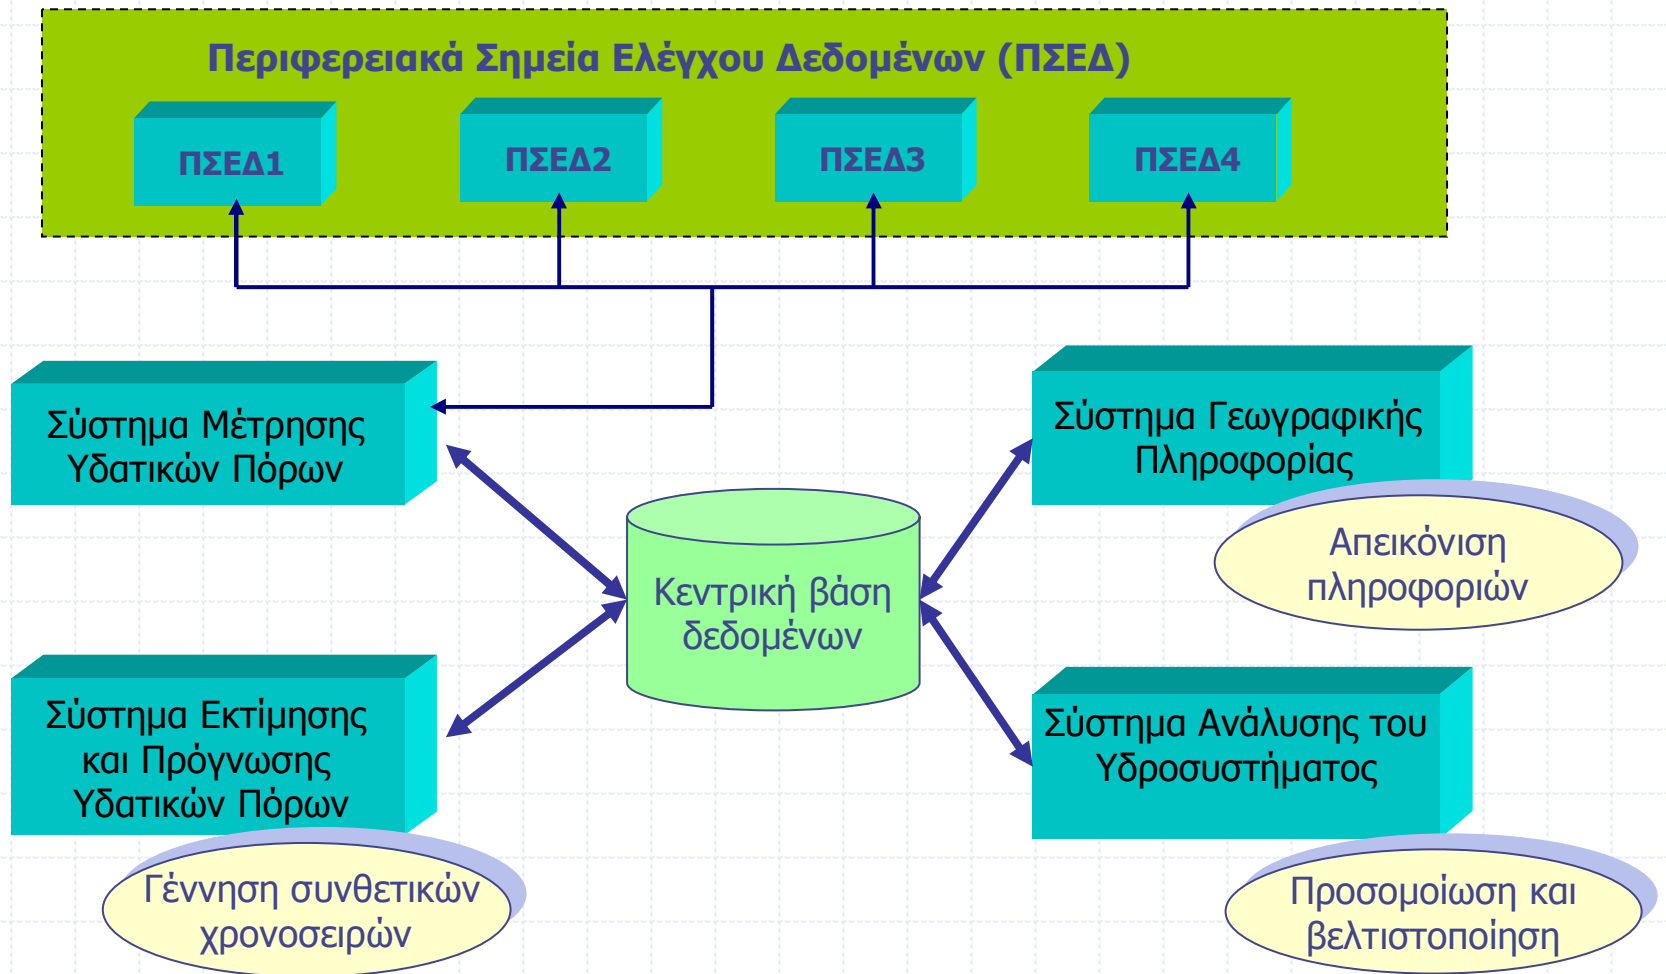 Περιφερειακά Σημεία Ελέγχου Δεδομένων (ΠΣΕΔ)
ΠΣΕΔ1
ΠΣΕΔ2
ΠΣΕΔ3
ΠΣΕΔ4
Σύστημα Μέτρησης
Υδατικών Πόρων
Σύστημα Γεωγραφικής
Πληροφορίας
Απεικόνιση
πληροφοριών
Κεντρική βάση
δεδομένων
Σύστημα Εκτίμησης
και Πρόγνωσης
Υδατικών Πόρων
Γέννηση συνθετικών
χρονοσειρών
Σύστημα Ανάλυσης του
Υδροσυστήματος
Προσομοίωση και
βελτιστοποίηση